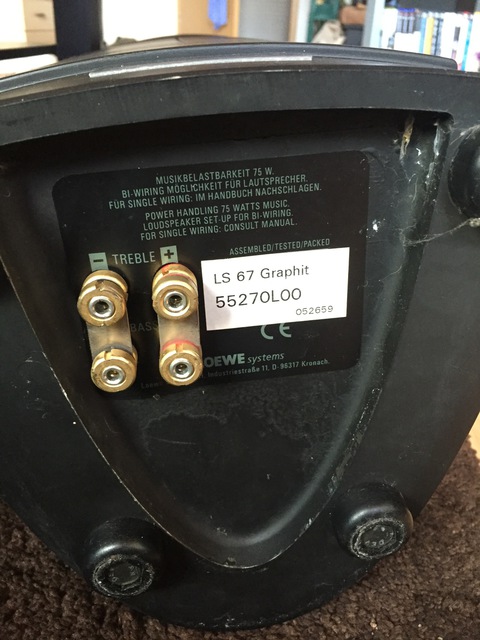 MUSIKBELASTBARKEIT 75 W.
BI-WIRING MÖGLICHKEIT FÜR LAUTSPRECHER.
FÜR SINGLE WIRING: IM HANDBUCH NACHSCHLAGEN.
POWER HANDLING 75 WATTS MUSIC.
LOUDSPEAKER SET-UP FOR BI-WIRING.
FOR SINGLE WIRING: CONSULT MANUAL.
ASSEMBLED/TESTED/PACKED
− TREBLE +
LS 67 Graphit
55270L00
052659
BASS
CE
OEWE systems
Industriestraße 11, D-96317 Kronach.